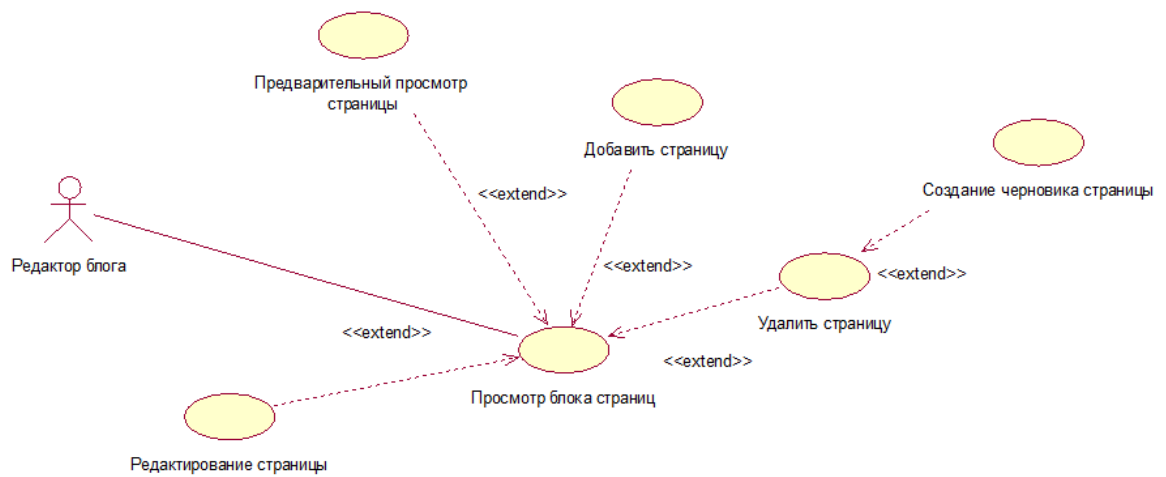 Предварительный просмотр
страницы
Добавить страницу
Создание черновика страницы
<<extend>>
Редактор блога
<<extend>>
<<extend>>
Удалить страницу
<<extend>>
<<extend>>
Просмотр блока страниц
Редактирование страницы